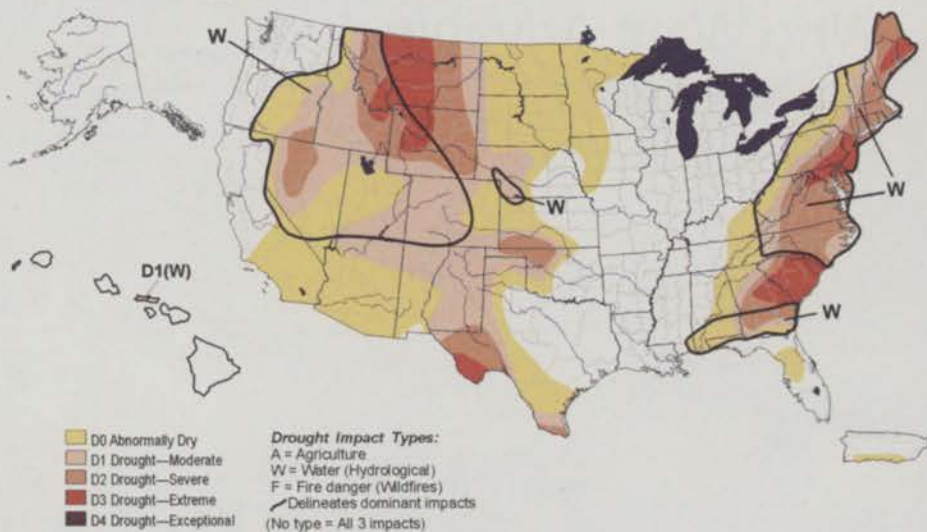 W
W
W
W
W
D1(W)
D0 Abnormally Dry
D1 Drought—Moderate
D2 Drought—Severe
D3 Drought—Extreme
D4 Drought—Exceptional
Drought Impact Types:
A = Agriculture
W = Water (Hydrological)
F = Fire danger (Wildfires)
Delineates dominant impacts
(No type = All 3 impacts)